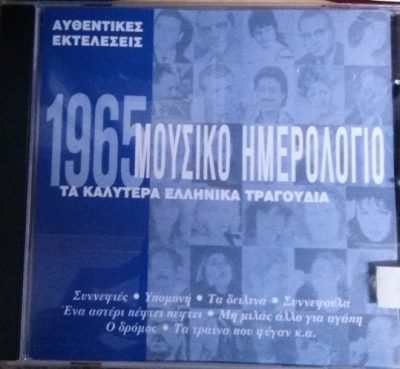 ΑΥΘΕΝΤΙΚΕΣ
ΕΚΤΕΛΕΣΕΙΣ
1965 ΜΟΥΣΙΚΟ ΗΜΕΡΟΛΟΓΙΟ
ΤΑ ΚΑΛΥΤΕΡΑ ΕΛΛΗΝΙΚΑ ΤΡΑΓΟΥΔΙΑ
Συννεφιές • Υπομονή • Τα δειλινά • Συννεφούλα
Ένα αστέρι πέφτει πέφτει • Μη μιλάς άλλο για αγάπη
Ο δρόμος • Τα τραίνα που φύγαν κ.α.